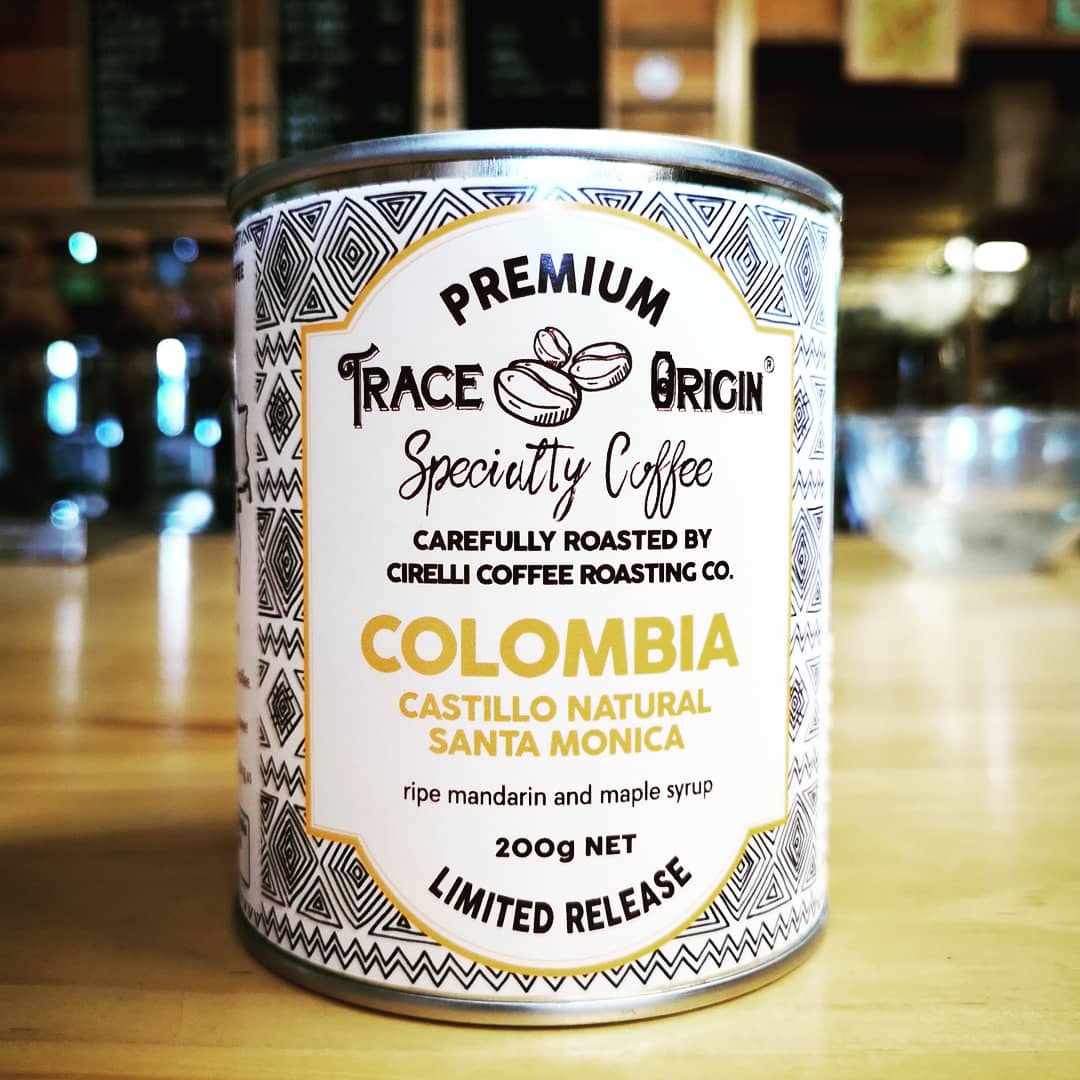 PREMIUM
TRACE ORIGIN®
Specialty Coffee
CAREFULLY ROASTED BY
CIRELLI COFFEE ROASTING CO.
COLOMBIA
CASTILLO NATURAL
SANTA MONICA
ripe mandarin and maple syrup
200g NET
LIMITED RELEASE